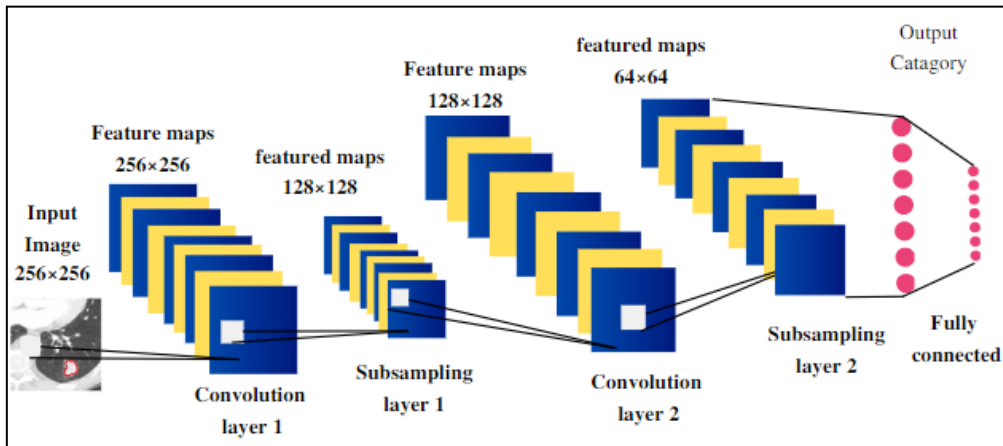 Input
Image
256×256
Feature maps
256×256
Convolution
layer 1
featured maps
128×128
Subsampling
layer 1
Feature maps
128×128
Convolution
layer 2
featured maps
64×64
Subsampling
layer 2
Output
Catagory
Fully
connected